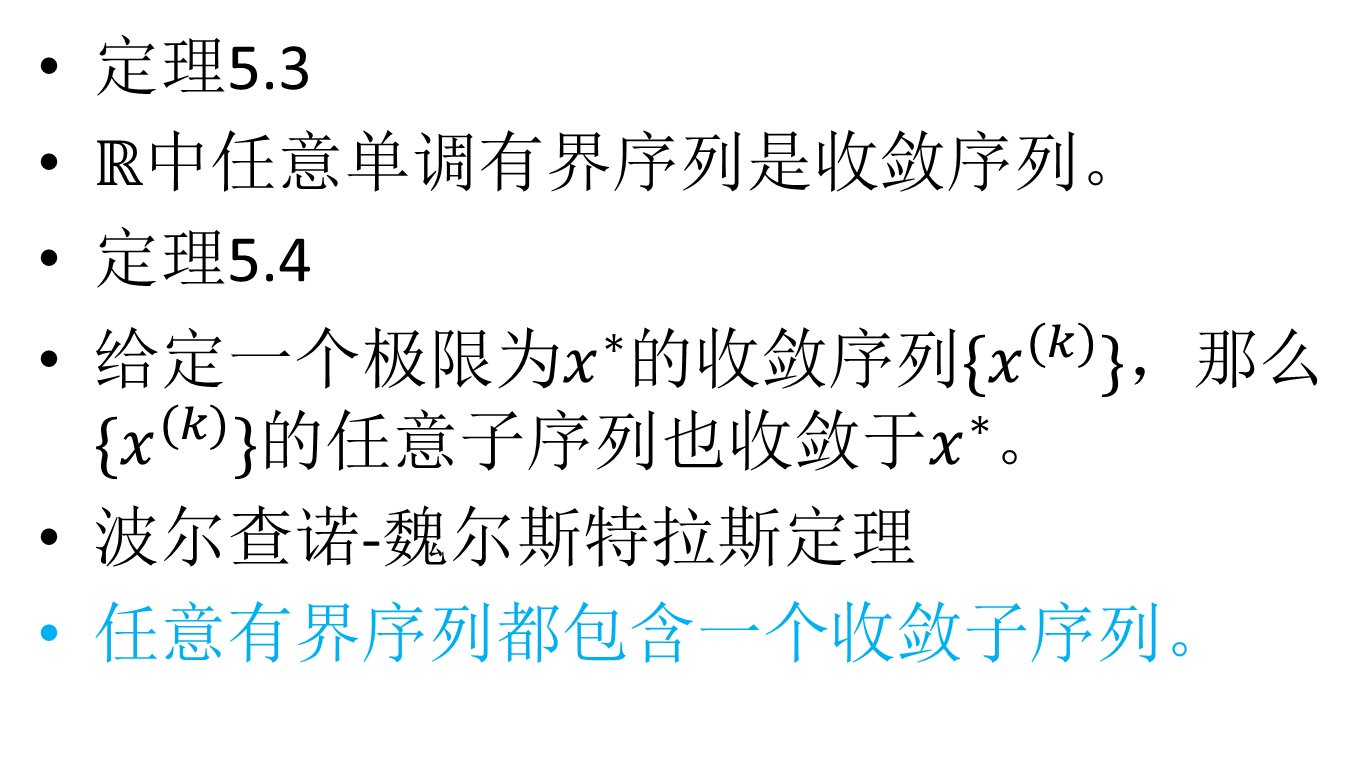 • 定理5.3
• ℝ中任意单调有界序列是收敛序列。
• 定理5.4
• 给定一个极限为𝑥*的收敛序列{𝑥⁽ᵏ⁾}，那么
{𝑥⁽ᵏ⁾}的任意子序列也收敛于𝑥*。
• 波尔查诺-魏尔斯特拉斯定理
• 任意有界序列都包含一个收敛子序列。